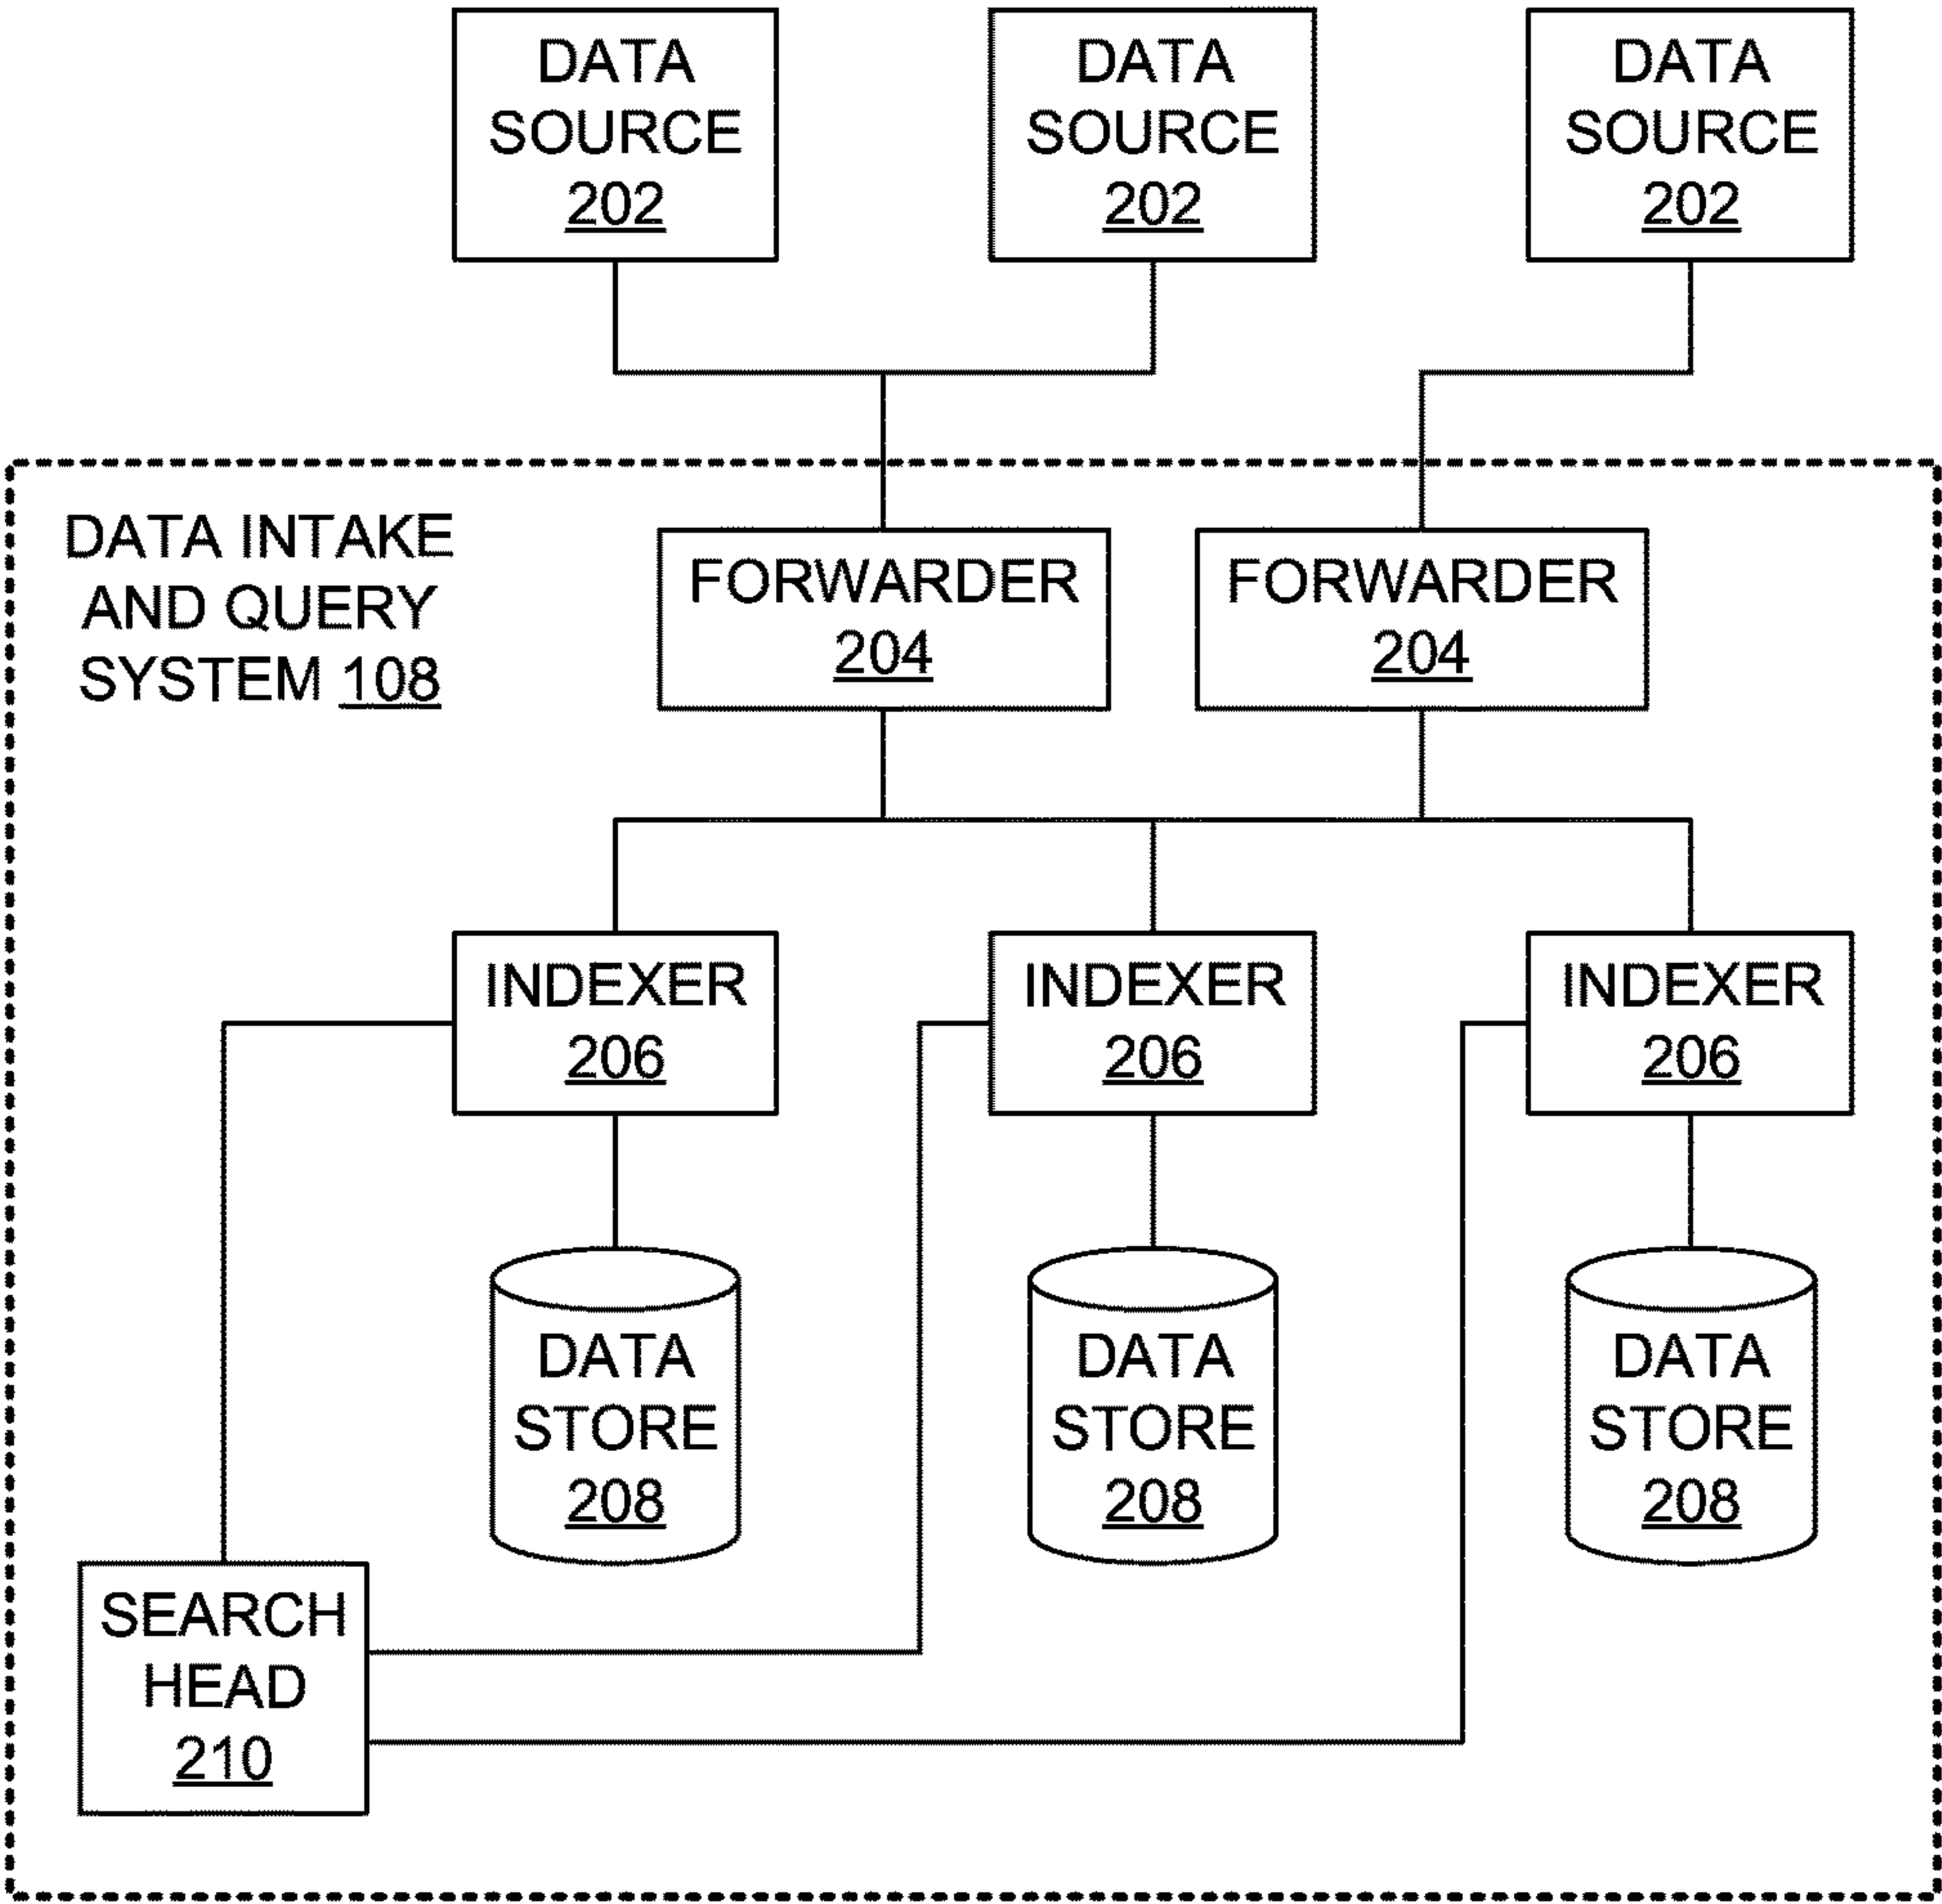 DATA
SOURCE
202
DATA
SOURCE
202
DATA
SOURCE
202
DATA INTAKE
AND QUERY
SYSTEM 108
FORWARDER
204
FORWARDER
204
INDEXER
206
INDEXER
206
INDEXER
206
DATA
STORE
208
DATA
STORE
208
DATA
STORE
208
SEARCH
HEAD
210